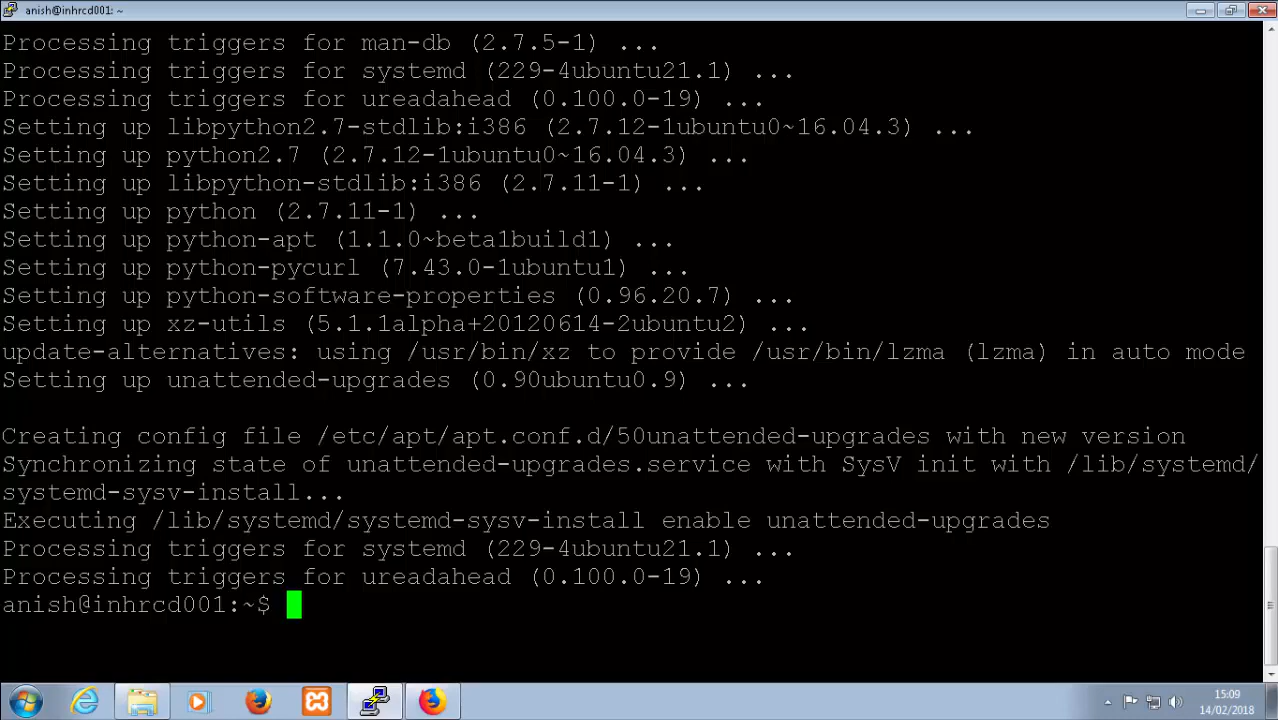 anish@inhrcd001: ~
Processing triggers for man-db (2.7.5-1) ...
Processing triggers for systemd (229-4ubuntu21.1) ...
Processing triggers for ureadahead (0.100.0-19) ...
Setting up libpython2.7-stdlib:i386 (2.7.12-1ubuntu0~16.04.3) ...
Setting up python2.7 (2.7.12-1ubuntu0~16.04.3) ...
Setting up libpython-stdlib:i386 (2.7.11-1) ...
Setting up python (2.7.11-1) ...
Setting up python-apt (1.1.0~beta1build1) ...
Setting up python-pycurl (7.43.0-1ubuntu1) ...
Setting up python-software-properties (0.96.20.7) ...
Setting up xz-utils (5.1.1alpha+20120614-2ubuntu2) ...
update-alternatives: using /usr/bin/xz to provide /usr/bin/lzma (lzma) in auto mode
Setting up unattended-upgrades (0.90ubuntu0.9) ...
Creating config file /etc/apt/apt.conf.d/50unattended-upgrades with new version
Synchronizing state of unattended-upgrades.service with SysV init with /lib/systemd/
systemd-sysv-install...
Executing /lib/systemd/systemd-sysv-install enable unattended-upgrades
Processing triggers for systemd (229-4ubuntu21.1) ...
Processing triggers for ureadahead (0.100.0-19) ...
anish@inhrcd001:~$
15:09
14/02/2018